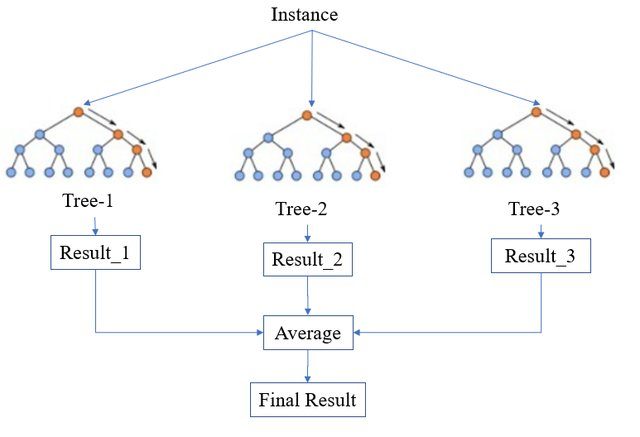 Instance
Tree-1
Tree-2
Tree-3
Result_1
Result_2
Result_3
Average
Final Result